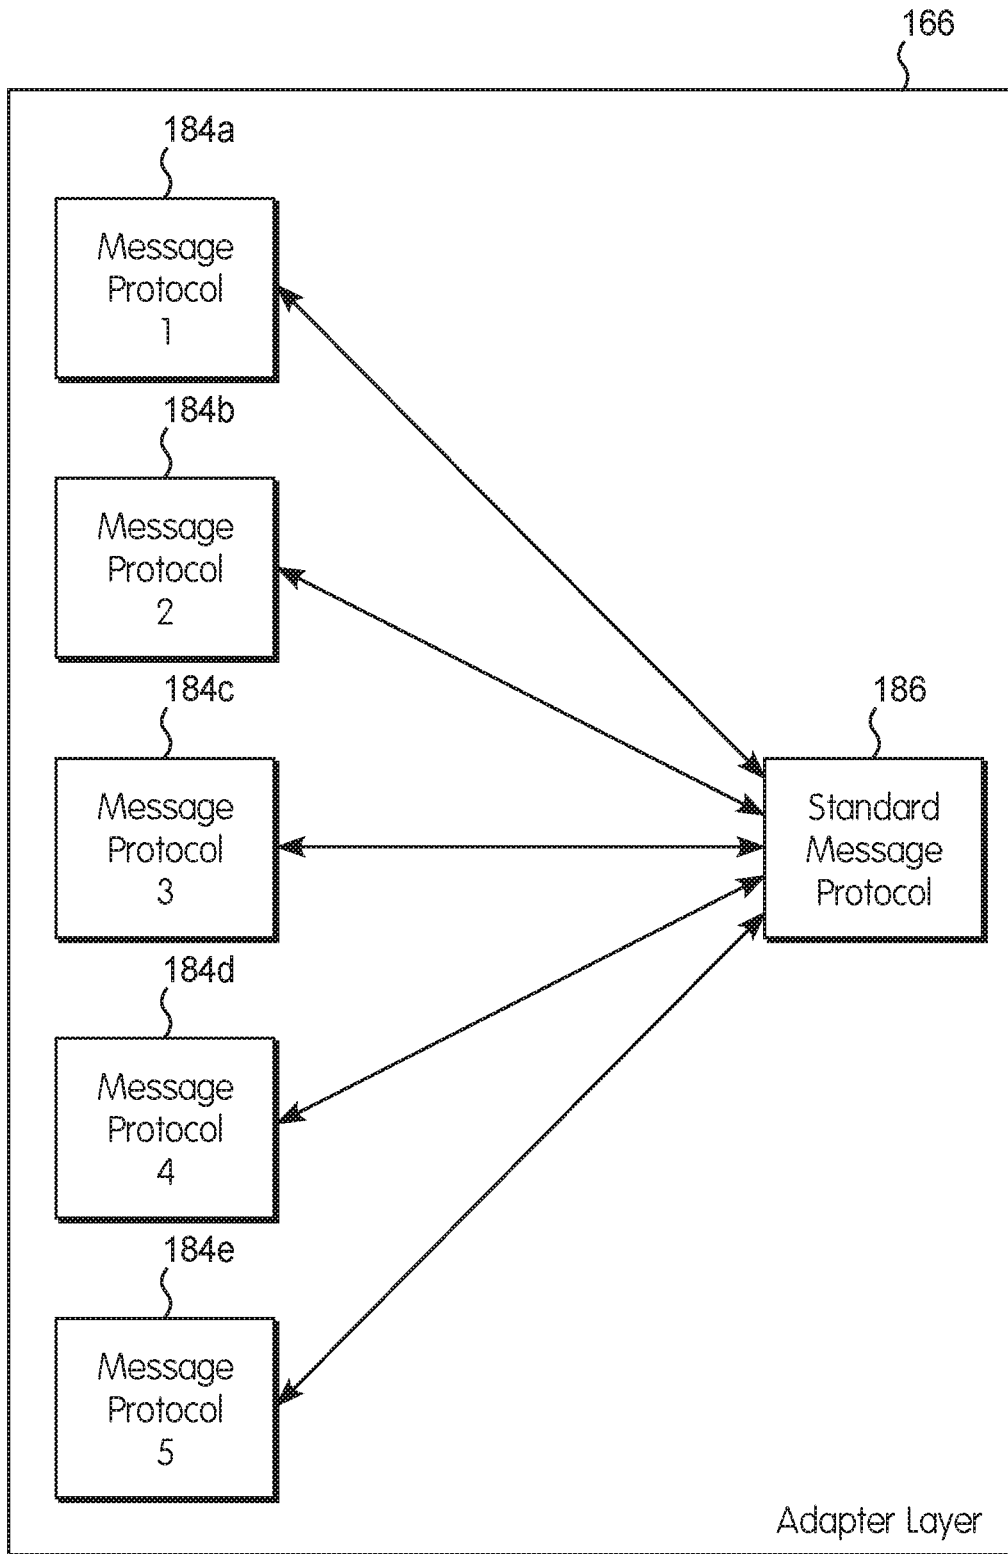 166
184a
Message
Protocol
1
184b
Message
Protocol
2
184c
Message
Protocol
3
184d
Message
Protocol
4
184e
Message
Protocol
5
186
Standard
Message
Protocol
Adapter Layer